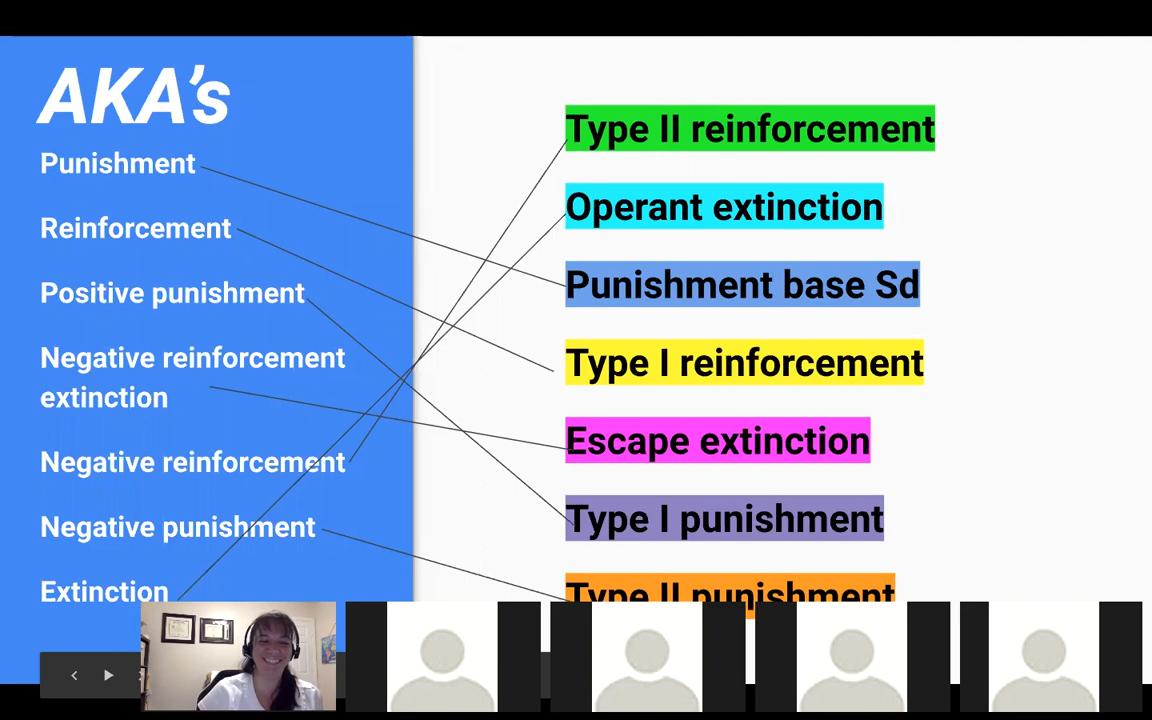 AKA's
Punishment
Reinforcement
Positive punishment
Negative reinforcement
extinction
Negative reinforcement
Negative punishment
Extinction
Type II reinforcement
Operant extinction
Punishment base Sd
Type I reinforcement
Escape extinction
Type I punishment
Type II punishment